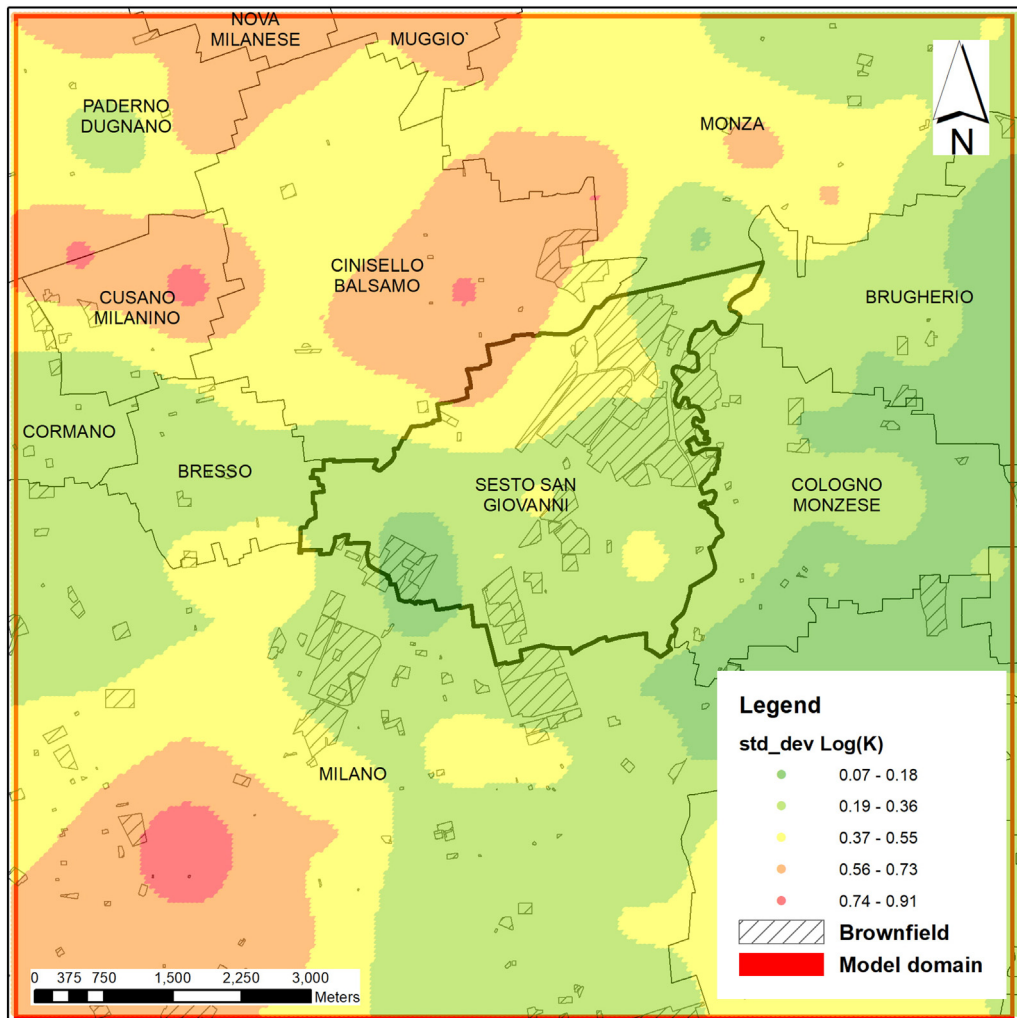 NOVA
MILANESE
MUGGIO`
PADERNO
DUGNANO
MONZA
N
CINISELLO
BALSAMO
CUSANO
MILANINO
BRUGHERIO
CORMANO
BRESSO
SESTO SAN
GIOVANNI
COLOGNO
MONZESE
MILANO
Legend
std_dev Log(K)
0.07 - 0.18
0.19 - 0.36
0.37 - 0.55
0.56 - 0.73
0.74 - 0.91
Brownfield
Model domain
0 375 750 1,500 2,250 3,000
Meters